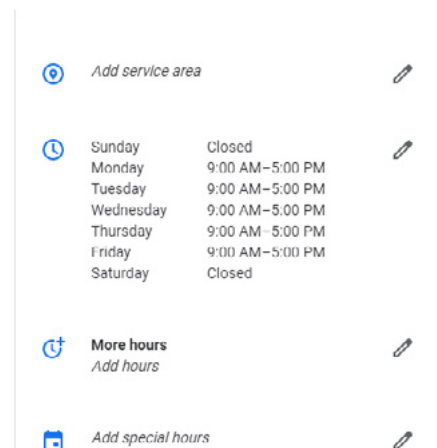 Add service area
Sunday Closed
Monday 9:00 AM–5:00 PM
Tuesday 9:00 AM–5:00 PM
Wednesday 9:00 AM–5:00 PM
Thursday 9:00 AM–5:00 PM
Friday 9:00 AM–5:00 PM
Saturday Closed
More hours
Add hours
Add special hours